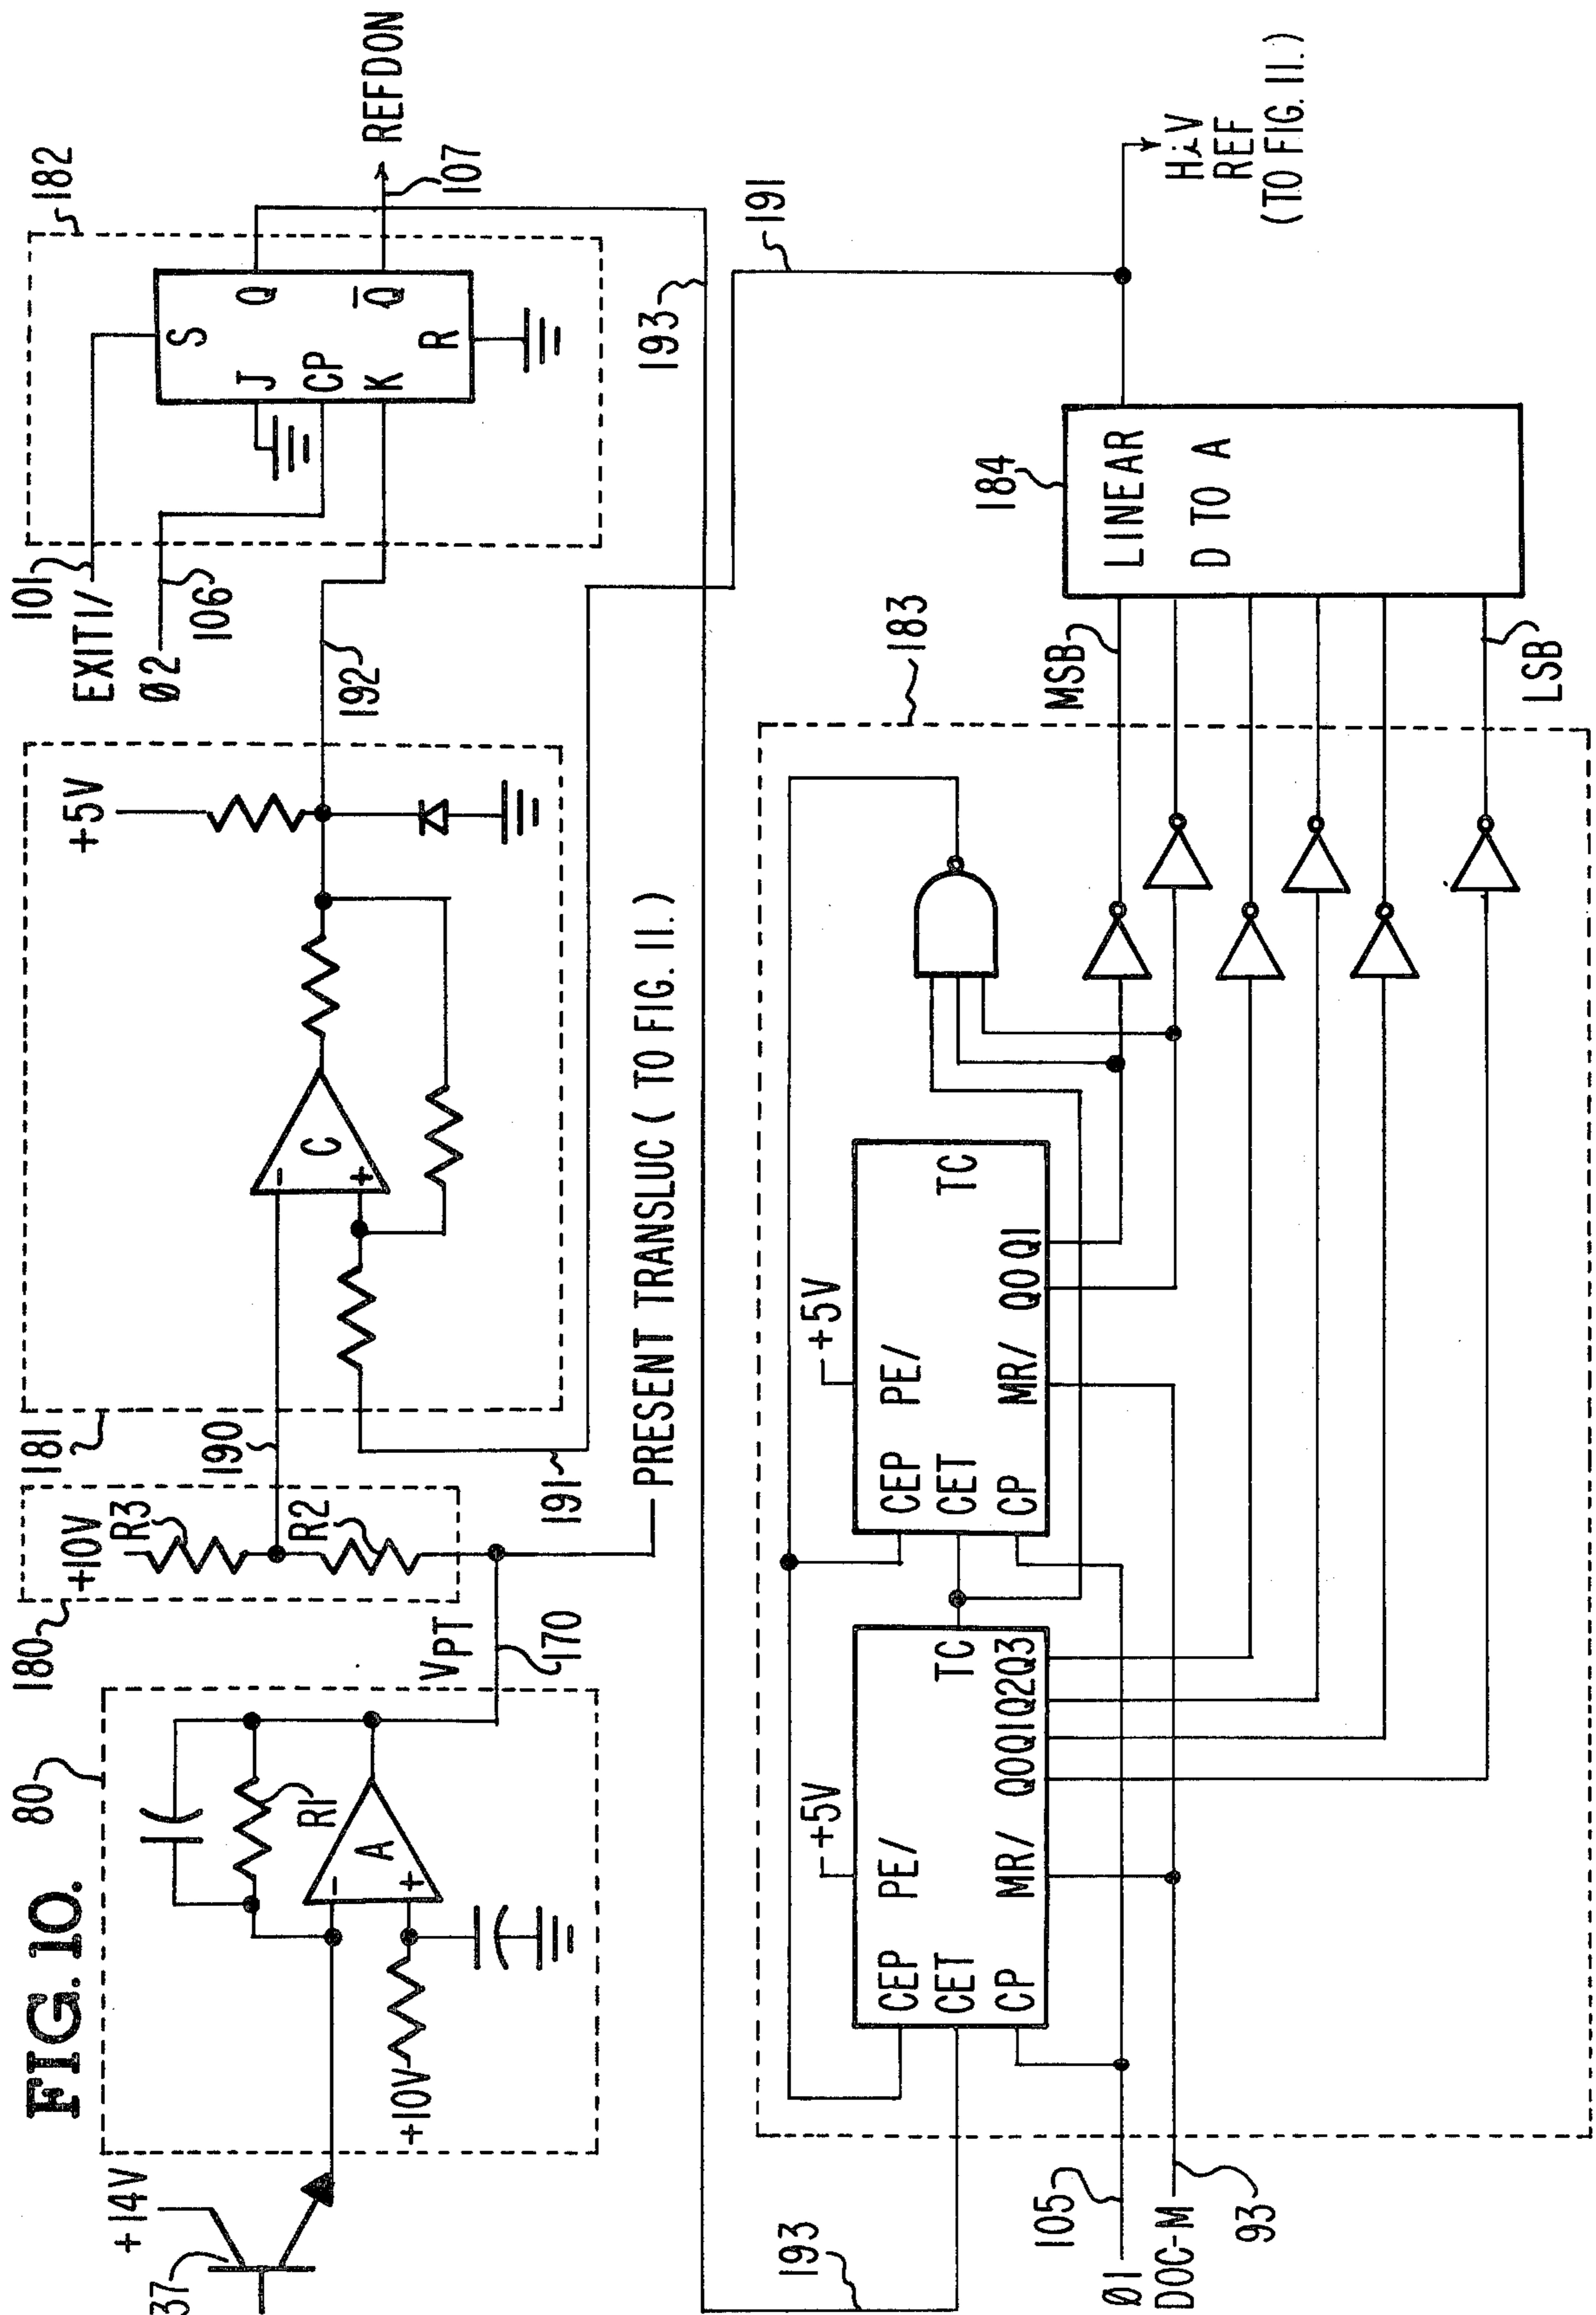 FIG. 10.
37
+14V
80
R1
A
-
+
+10V
180
+10V
R3
R2
VPT
170
PRESENT TRANSLUC ( TO FIG. 11. )
181
190
191
C
-
+
+5V
192
101
EXIT1/
Ø2
106
182
S
J
Q
CP
K
Q̅
R
REFDON
107
193
191
193
105
Ø1
DOC-M
93
+5V
CEP PE/
CET TC
CP MR/ Q0Q1Q2Q3
+5V
CEP PE/
CET TC
CP MR/ Q0 Q1
183
MSB
LSB
184
LINEAR
D TO A
HiV
REF
(TO FIG. 11.)